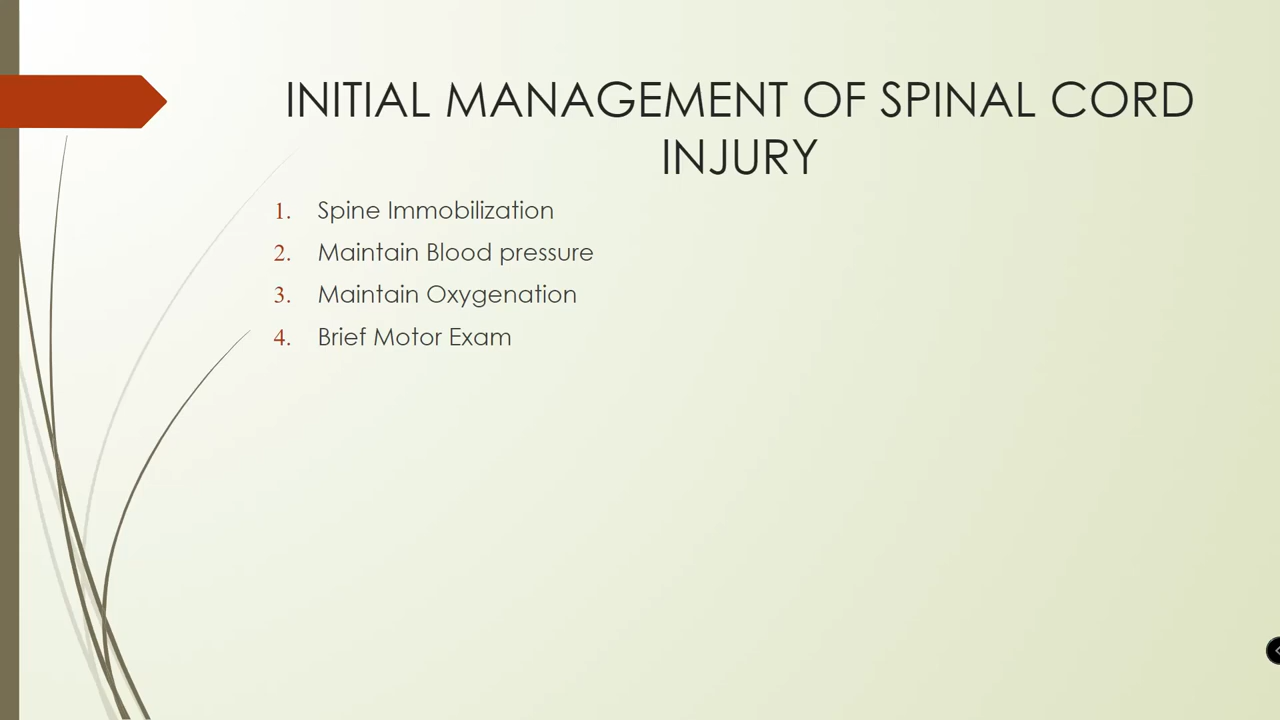 INITIAL MANAGEMENT OF SPINAL CORD
INJURY
1. Spine Immobilization
2. Maintain Blood pressure
3. Maintain Oxygenation
4. Brief Motor Exam